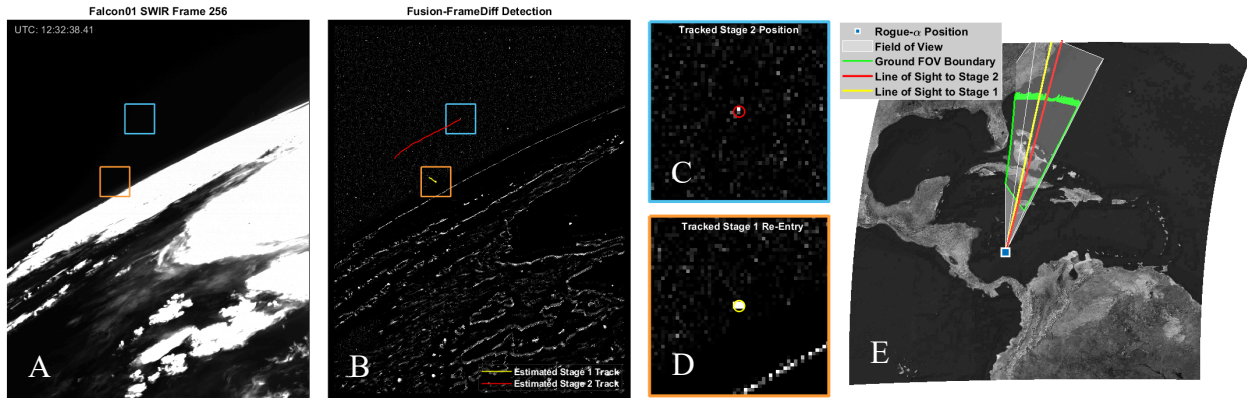 Falcon01 SWIR Frame 256
UTC: 12:32:38.41
A
Fusion-FrameDiff Detection
B
Estimated Stage 1 Track
Estimated Stage 2 Track
Tracked Stage 2 Position
C
Tracked Stage 1 Re-Entry
D
Rogue-α Position
Field of View
Ground FOV Boundary
Line of Sight to Stage 2
Line of Sight to Stage 1
E